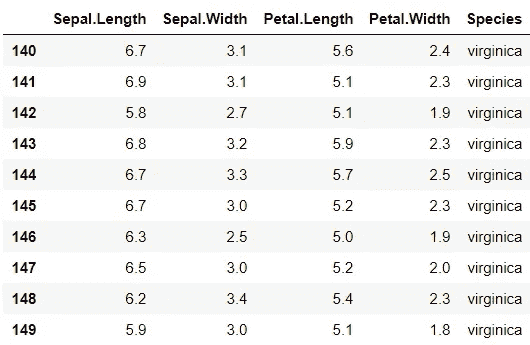 Sepal.Length Sepal.Width Petal.Length Petal.Width Species
140 6.7 3.1 5.6 2.4 virginica
141 6.9 3.1 5.1 2.3 virginica
142 5.8 2.7 5.1 1.9 virginica
143 6.8 3.2 5.9 2.3 virginica
144 6.7 3.3 5.7 2.5 virginica
145 6.7 3.0 5.2 2.3 virginica
146 6.3 2.5 5.0 1.9 virginica
147 6.5 3.0 5.2 2.0 virginica
148 6.2 3.4 5.4 2.3 virginica
149 5.9 3.0 5.1 1.8 virginica